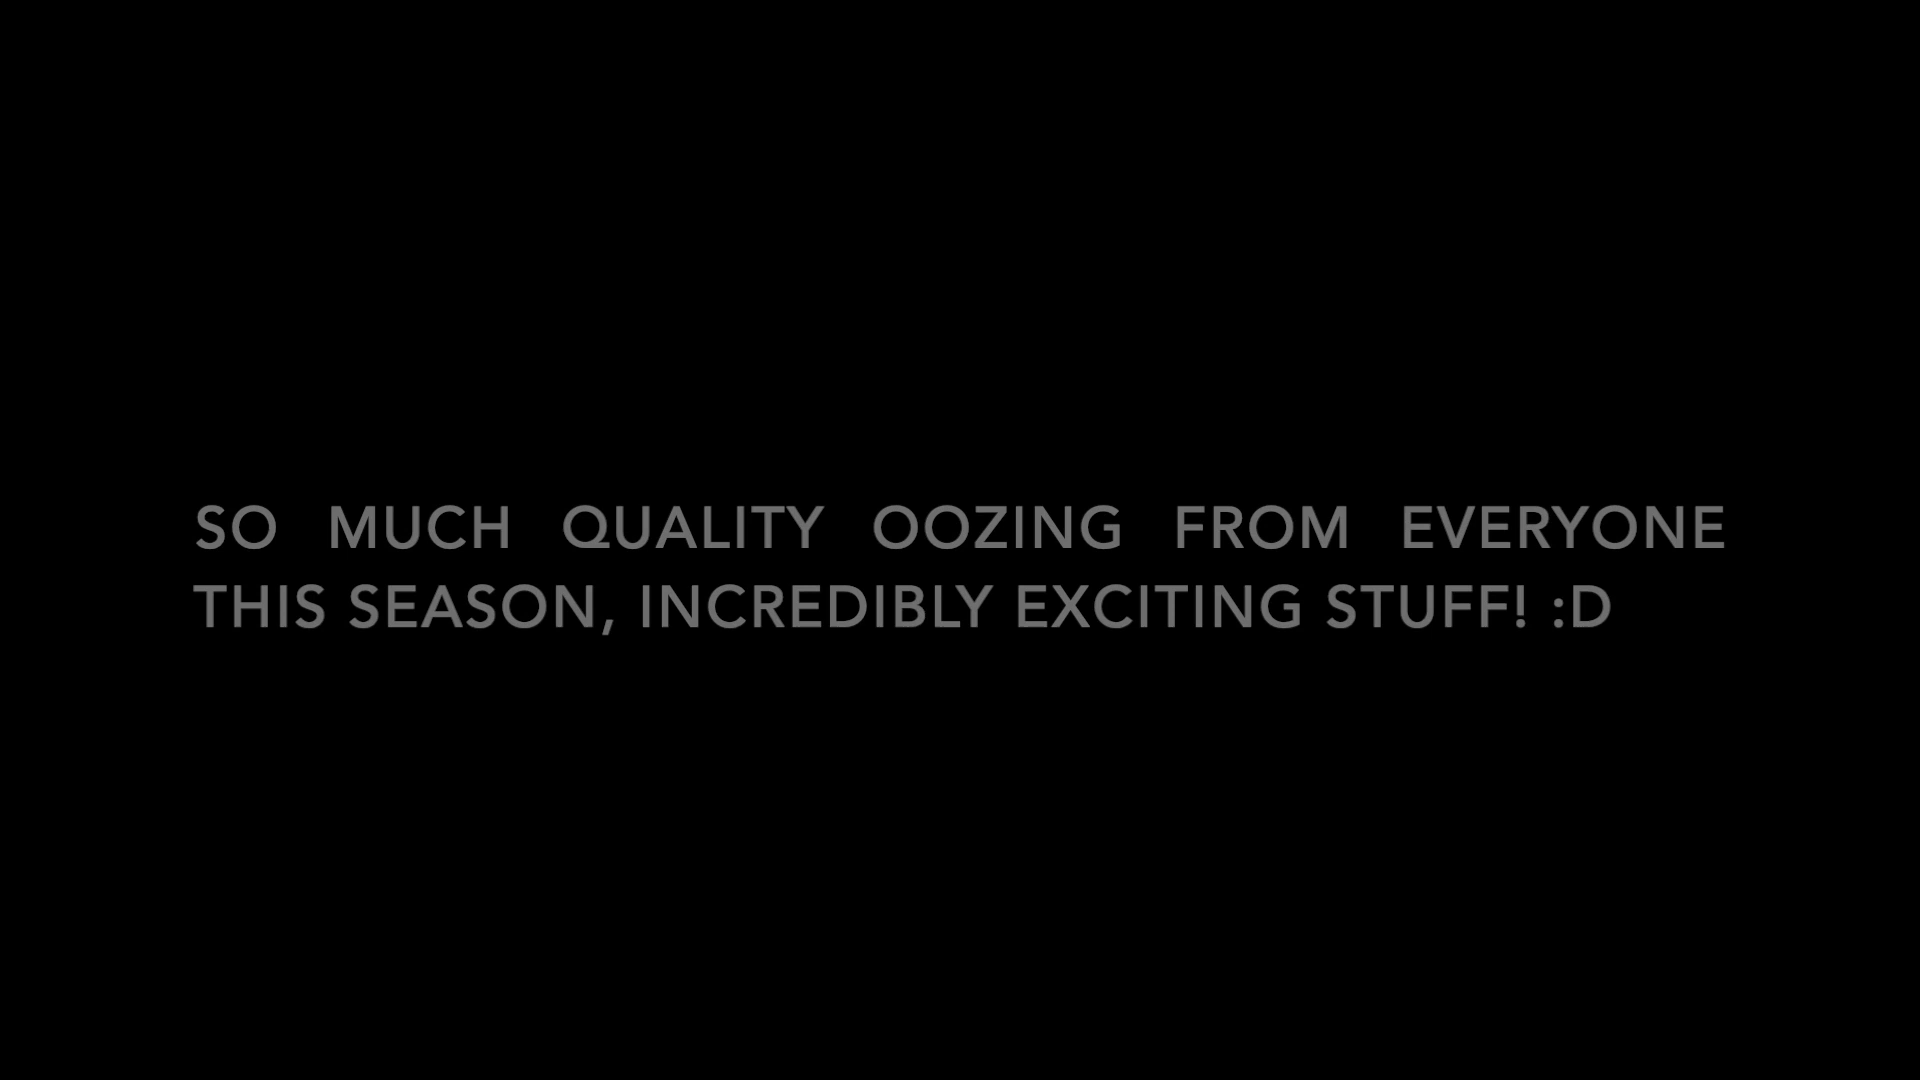 SO MUCH QUALITY OOZING FROM EVERYONE
THIS SEASON, INCREDIBLY EXCITING STUFF! :D